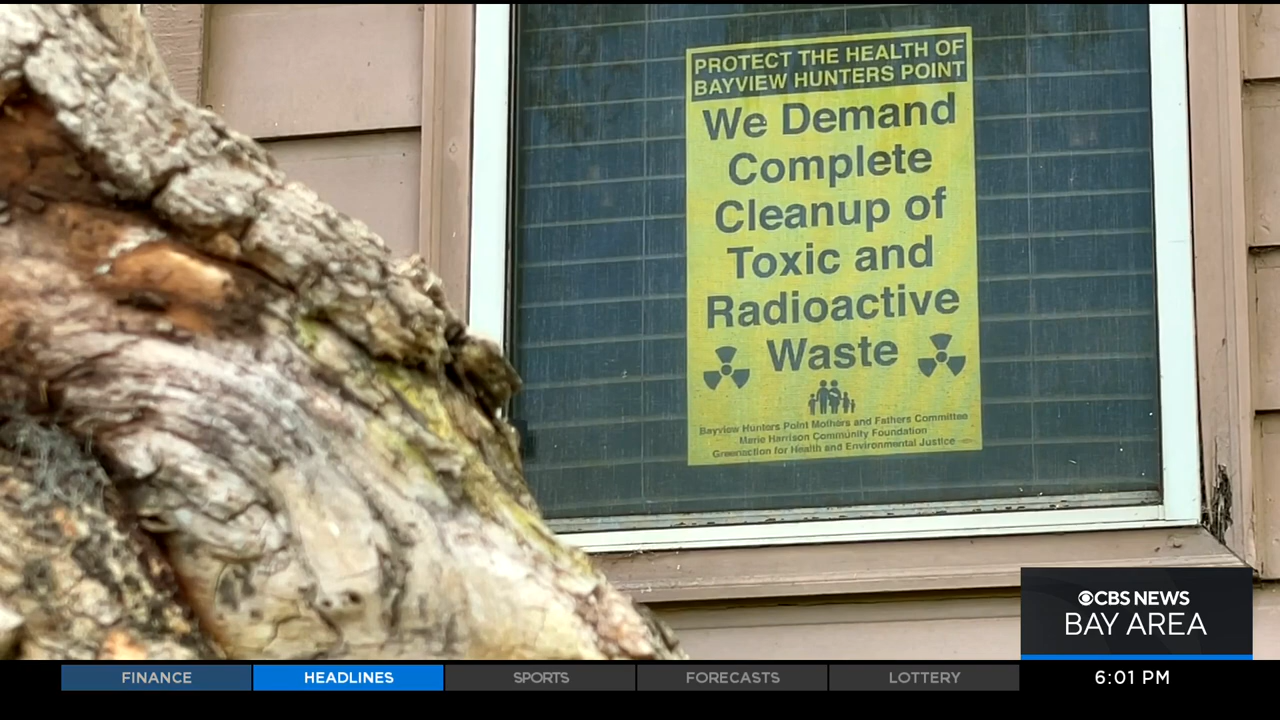 PROTECT THE HEALTH OF
BAYVIEW HUNTERS POINT
We Demand
Complete
Cleanup of
Toxic and
Radioactive
Waste
Bayview Hunters Point Mothers and Fathers Committee
Marie Harrison Community Foundation
Greenaction for Health and Environmental Justice
CBS NEWS
BAY AREA
FINANCE
HEADLINES
SPORTS
FORECASTS
LOTTERY
6:01 PM